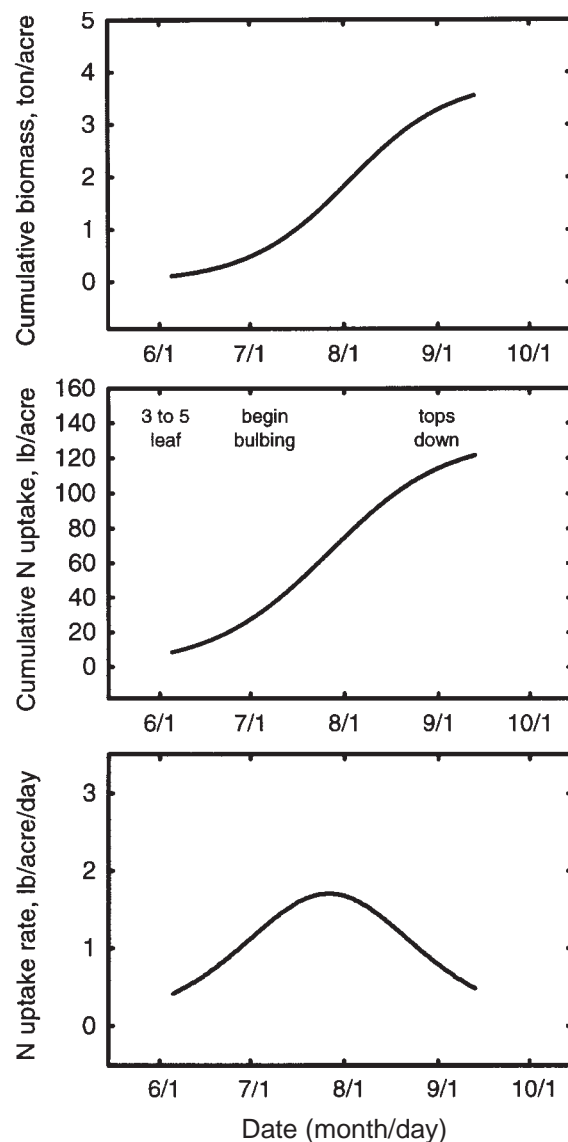 Cumulative biomass, ton/acre
5
4
3
2
1
0
6/1 7/1 8/1 9/1 10/1
Cumulative N uptake, lb/acre
160
140
120
100
80
60
40
20
0
3 to 5 begin tops
leaf bulbing down
6/1 7/1 8/1 9/1 10/1
N uptake rate, lb/acre/day
3
2
1
0
6/1 7/1 8/1 9/1 10/1
Date (month/day)